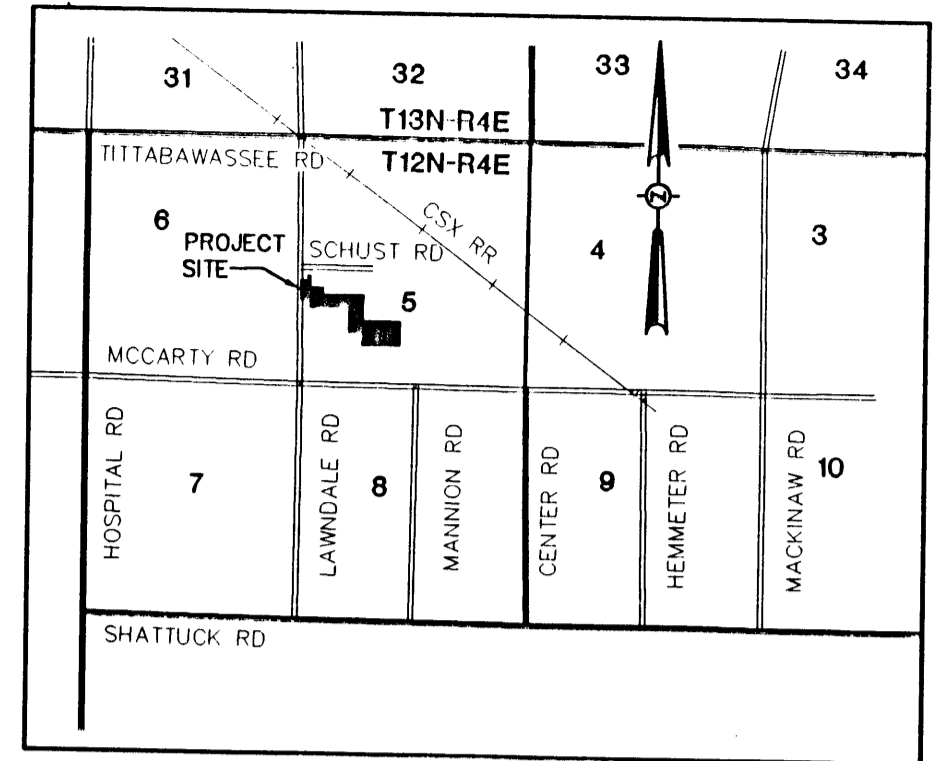 31
32
33
34
T13N-R4E
TITTABAWASSEE RD
T12N-R4E
6
CSX RR
N
3
PROJECT
SITE
SCHUST RD
4
5
MCCARTY RD
HOSPITAL RD
7
LAWNDALE RD
8
MANNION RD
CENTER RD
9
HEMMETER RD
MACKINAW RD
10
SHATTUCK RD